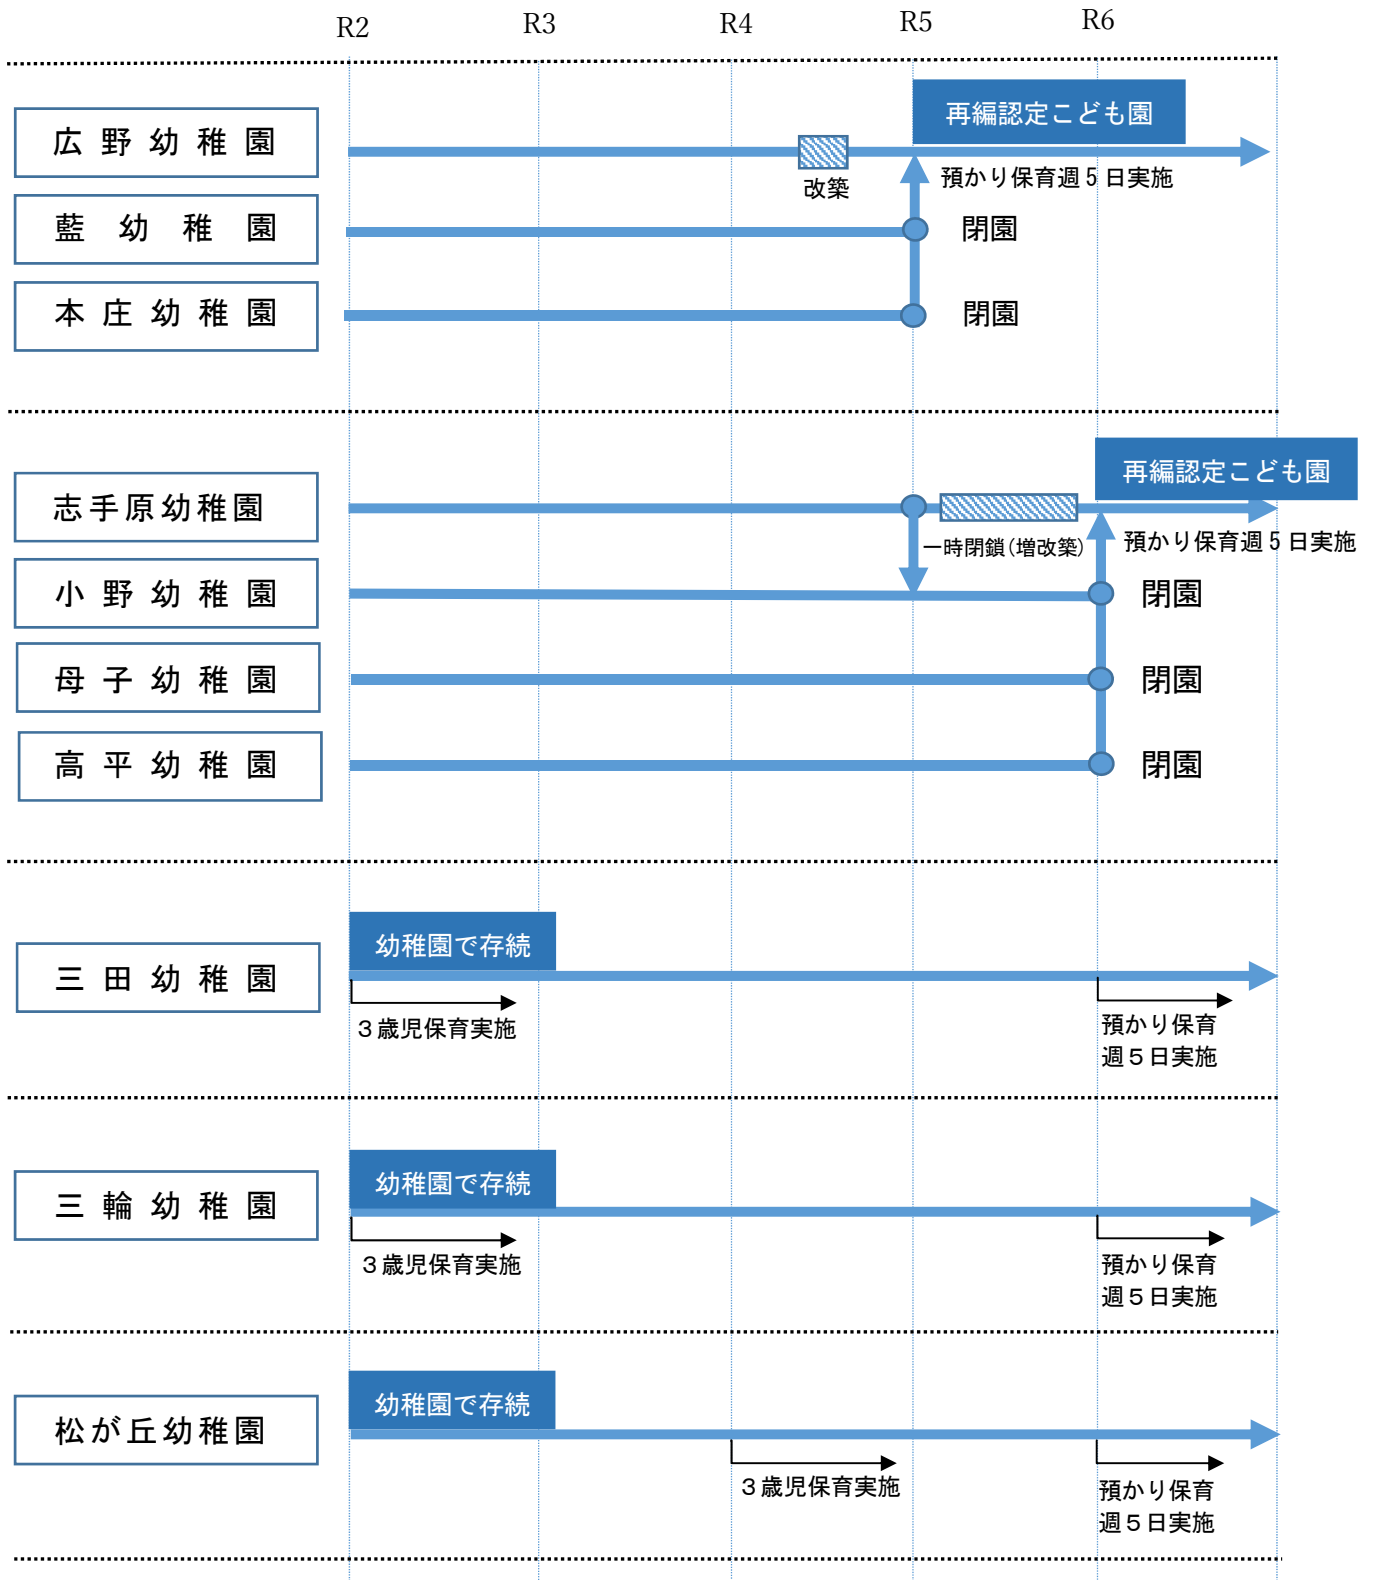 R2 R3 R4 R5 R6
再編認定こども園
広野幼稚園
改築
預かり保育週5日実施
藍幼稚園
閉園
本庄幼稚園
閉園
再編認定こども園
志手原幼稚園
一時閉鎖(増改築)
預かり保育週5日実施
小野幼稚園
閉園
母子幼稚園
閉園
高平幼稚園
閉園
幼稚園で存続
三田幼稚園
3歳児保育実施
預かり保育
週5日実施
幼稚園で存続
三輪幼稚園
3歳児保育実施
預かり保育
週5日実施
幼稚園で存続
松が丘幼稚園
3歳児保育実施
預かり保育
週5日実施